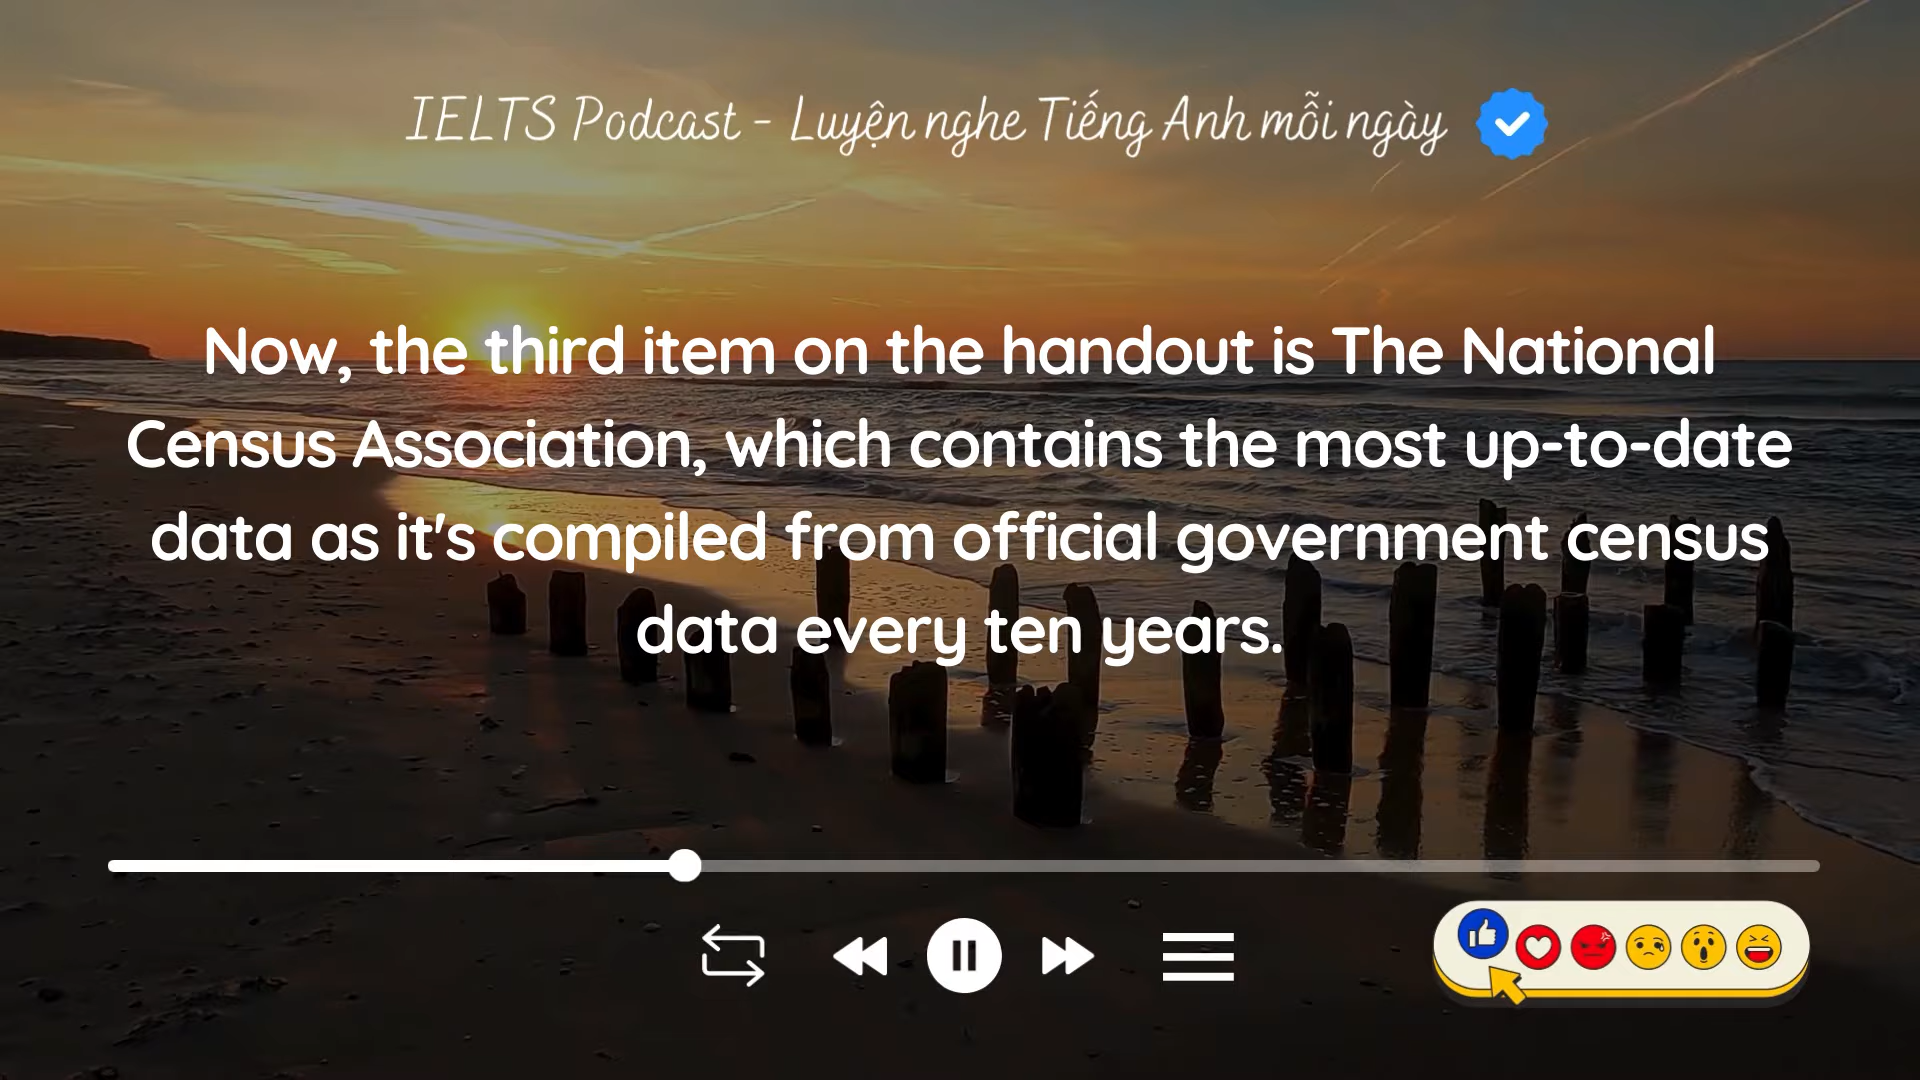 IELTS Podcast - Luyện nghe Tiếng Anh mỗi ngày
Now, the third item on the handout is The National
Census Association, which contains the most up-to-date
data as it's compiled from official government census
data every ten years.